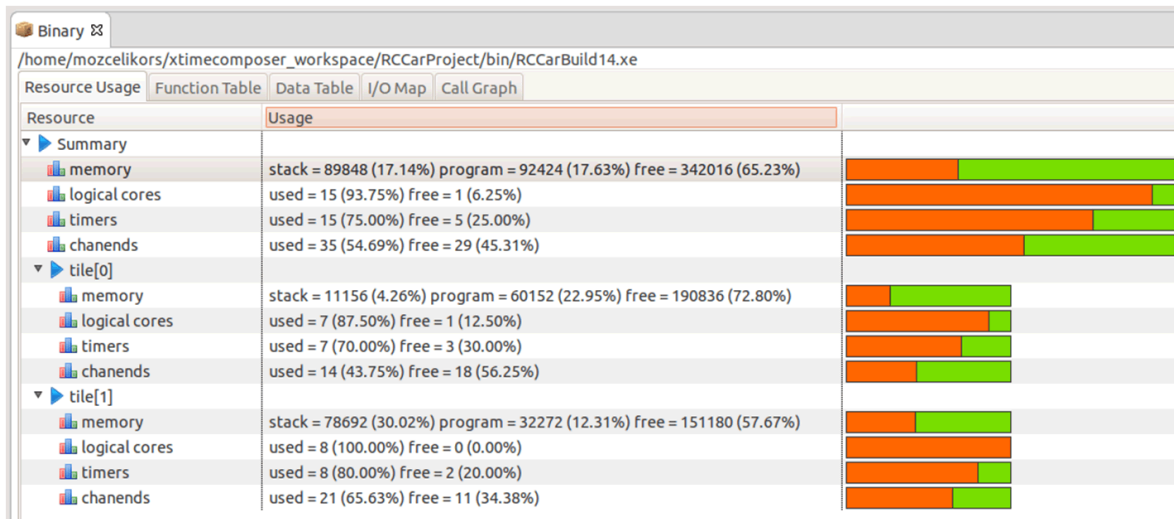 Binary
/home/mozcelikors/xtimecomposer_workspace/RCCarProject/bin/RCCarBuild14.xe
Resource Usage Function Table Data Table I/O Map Call Graph
Resource Usage
Summary
memory stack = 89848 (17.14%) program = 92424 (17.63%) free = 342016 (65.23%)
logical cores used = 15 (93.75%) free = 1 (6.25%)
timers used = 15 (75.00%) free = 5 (25.00%)
chanends used = 35 (54.69%) free = 29 (45.31%)
tile[0]
memory stack = 11156 (4.26%) program = 60152 (22.95%) free = 190836 (72.80%)
logical cores used = 7 (87.50%) free = 1 (12.50%)
timers used = 7 (70.00%) free = 3 (30.00%)
chanends used = 14 (43.75%) free = 18 (56.25%)
tile[1]
memory stack = 78692 (30.02%) program = 32272 (12.31%) free = 151180 (57.67%)
logical cores used = 8 (100.00%) free = 0 (0.00%)
timers used = 8 (80.00%) free = 2 (20.00%)
chanends used = 21 (65.63%) free = 11 (34.38%)